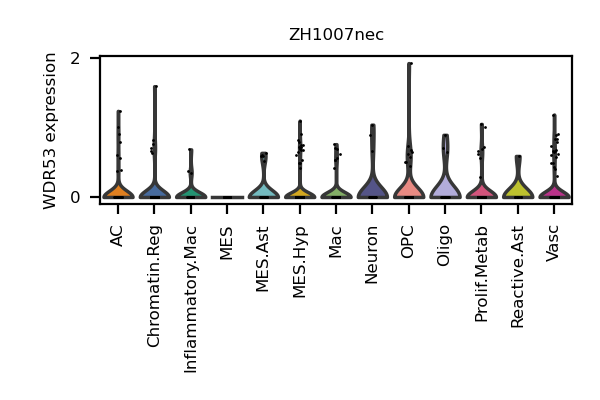 ZH1007nec
WDR53 expression
2
0
AC
Chromatin.Reg
Inflammatory.Mac
MES
MES.Ast
MES.Hyp
Mac
Neuron
OPC
Oligo
Prolif.Metab
Reactive.Ast
Vasc